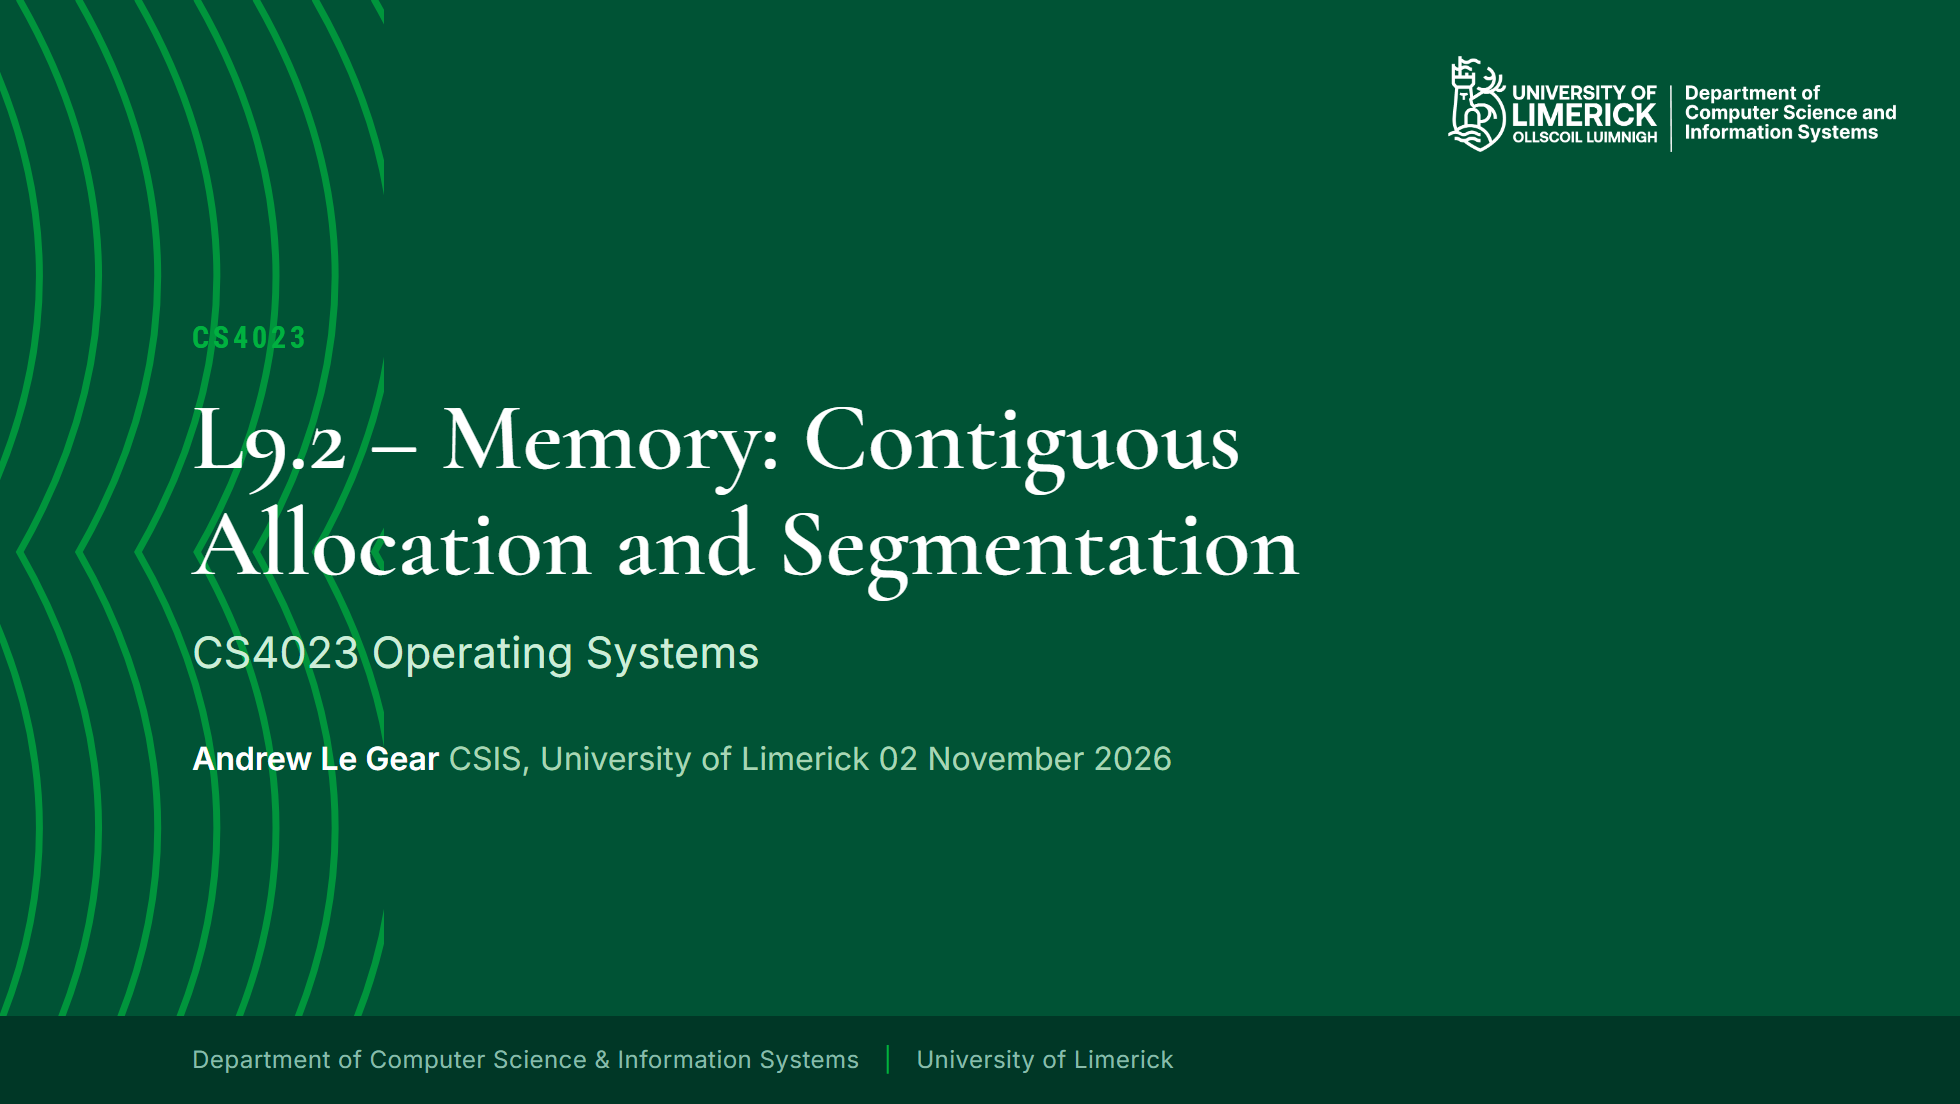 UNIVERSITY OF
LIMERICK
OLLSCOIL LUIMNIGH
Department of
Computer Science and
Information Systems
CS4023
L9.2 – Memory: Contiguous
Allocation and Segmentation
CS4023 Operating Systems
Andrew Le Gear CSIS, University of Limerick 02 November 2026
Department of Computer Science & Information Systems | University of Limerick